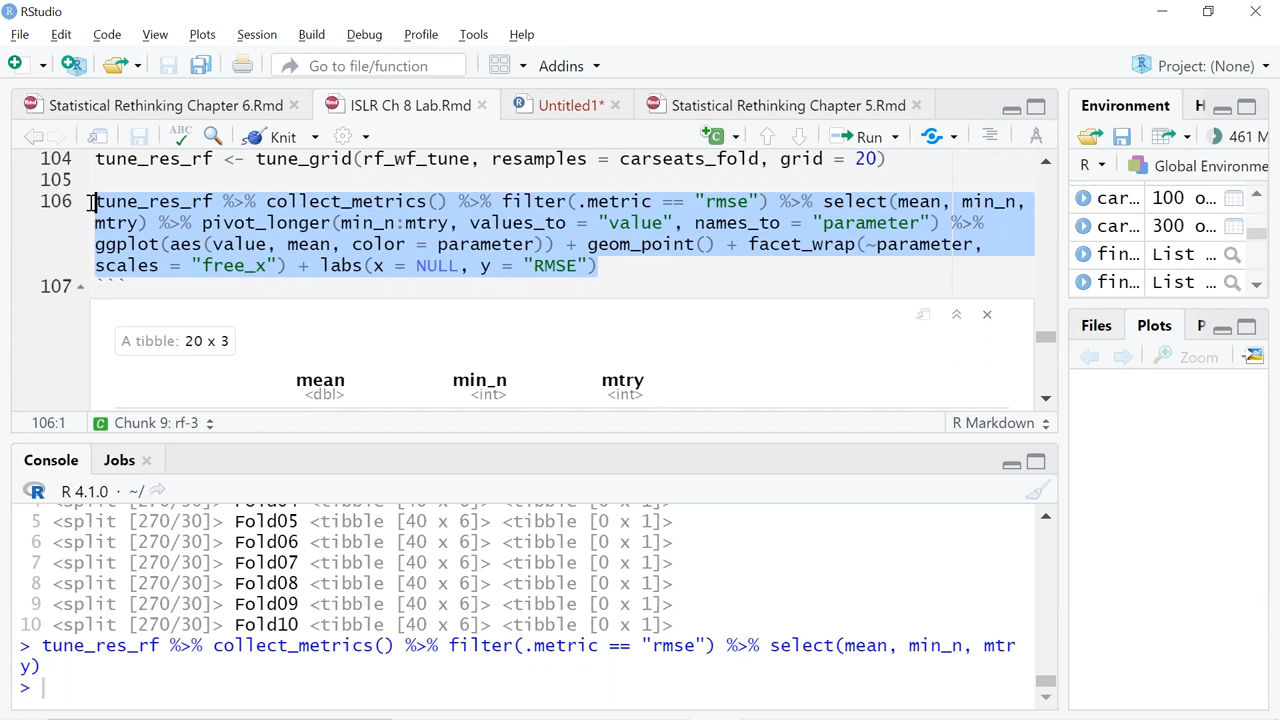 RStudio
File Edit Code View Plots Session Build Debug Profile Tools Help
Go to file/function Addins Project: (None)
Statistical Rethinking Chapter 6.Rmd ISLR Ch 8 Lab.Rmd Untitled1* Statistical Rethinking Chapter 5.Rmd
ABC Knit Run
104 tune_res_rf <- tune_grid(rf_wf_tune, resamples = carseats_fold, grid = 20)
105
106 tune_res_rf %>% collect_metrics() %>% filter(.metric == "rmse") %>% select(mean, min_n,
mtry) %>% pivot_longer(min_n:mtry, values_to = "value", names_to = "parameter") %>%
ggplot(aes(value, mean, color = parameter)) + geom_point() + facet_wrap(~parameter,
scales = "free_x") + labs(x = NULL, y = "RMSE")
107 ```
A tibble: 20 x 3
mean min_n mtry
<dbl> <int> <int>
106:1 Chunk 9: rf-3 R Markdown
Console Jobs
R 4.1.0 · ~/
5 <split [270/30]> Fold05 <tibble [40 x 6]> <tibble [0 x 1]>
6 <split [270/30]> Fold06 <tibble [40 x 6]> <tibble [0 x 1]>
7 <split [270/30]> Fold07 <tibble [40 x 6]> <tibble [0 x 1]>
8 <split [270/30]> Fold08 <tibble [40 x 6]> <tibble [0 x 1]>
9 <split [270/30]> Fold09 <tibble [40 x 6]> <tibble [0 x 1]>
10 <split [270/30]> Fold10 <tibble [40 x 6]> <tibble [0 x 1]>
> tune_res_rf %>% collect_metrics() %>% filter(.metric == "rmse") %>% select(mean, min_n, mtr
y)
>
Environment H
461 M
R Global Environme
car… 100 o…
car… 300 o…
fin… List …
fin… List …
Files Plots P
Zoom